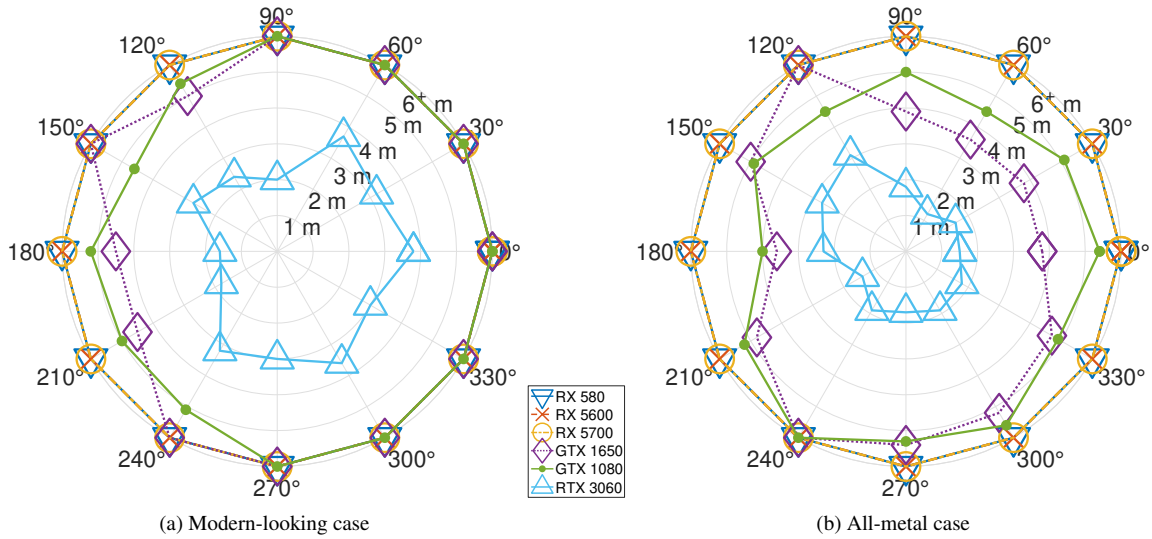 90°
120°
60°
6⁺ m
5 m
150°
30°
4 m
3 m
2 m
1 m
180°
0°
210°
330°
240°
300°
270°
(a) Modern-looking case
RX 580
RX 5600
RX 5700
GTX 1650
GTX 1080
RTX 3060
90°
120°
60°
6⁺ m
5 m
150°
30°
4 m
3 m
2 m
1 m
180°
0°
210°
330°
240°
300°
270°
(b) All-metal case